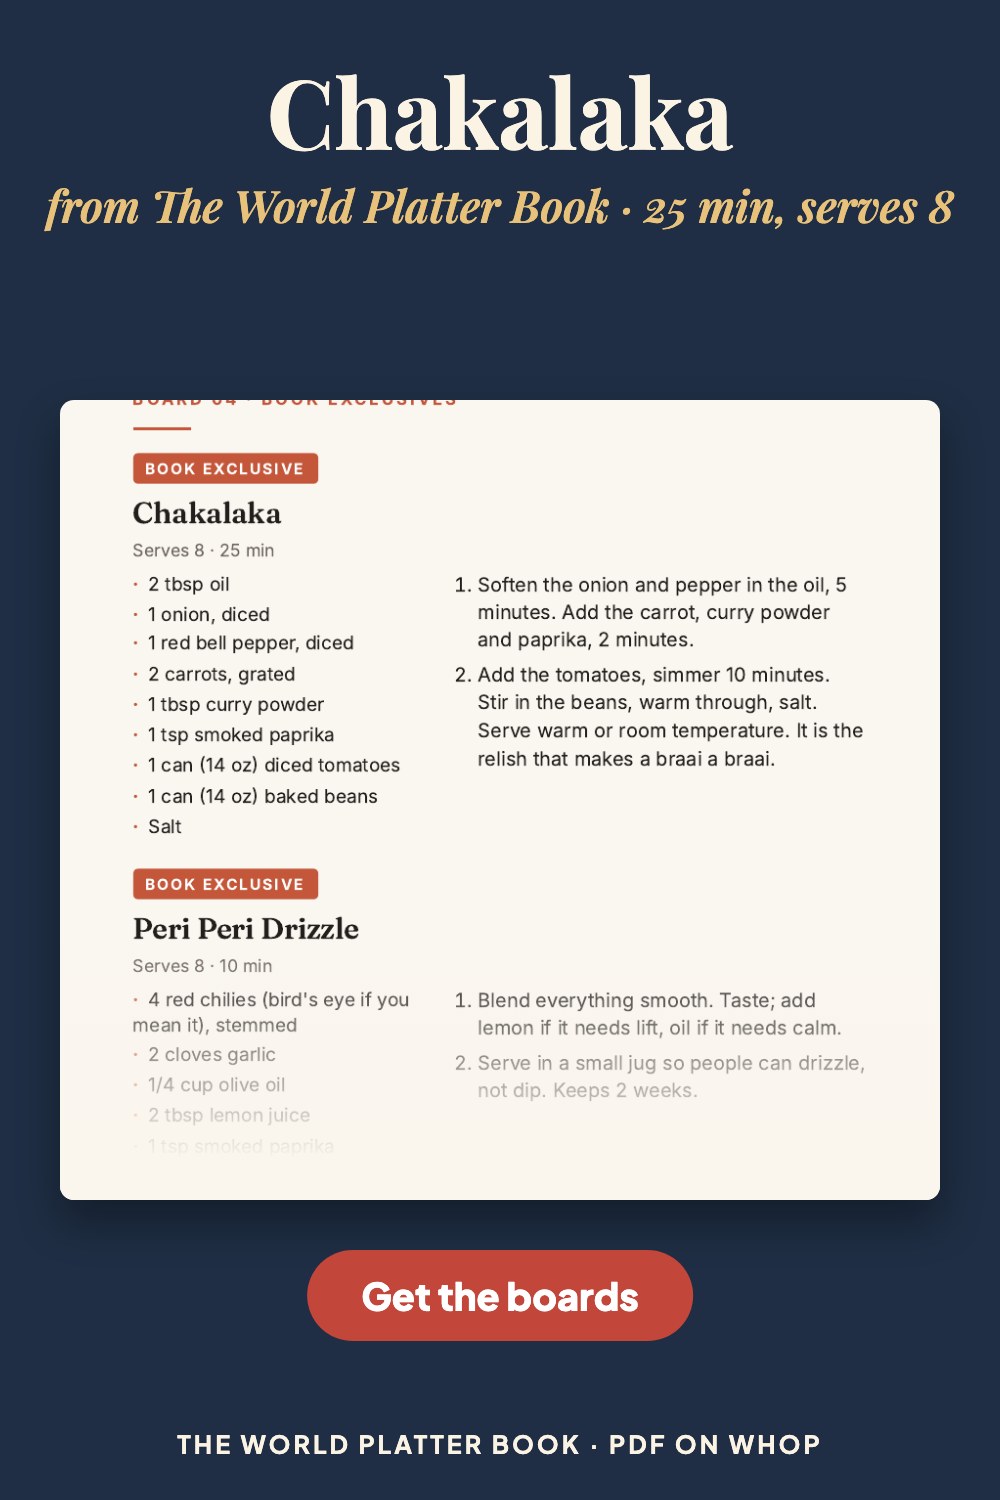 Chakalaka
from The World Platter Book · 25 min, serves 8
BOARD 04 · BOOK EXCLUSIVES
BOOK EXCLUSIVE
Chakalaka
Serves 8 · 25 min
· 2 tbsp oil
· 1 onion, diced
· 1 red bell pepper, diced
· 2 carrots, grated
· 1 tbsp curry powder
· 1 tsp smoked paprika
· 1 can (14 oz) diced tomatoes
· 1 can (14 oz) baked beans
· Salt
1. Soften the onion and pepper in the oil, 5
minutes. Add the carrot, curry powder
and paprika, 2 minutes.
2. Add the tomatoes, simmer 10 minutes.
Stir in the beans, warm through, salt.
Serve warm or room temperature. It is the
relish that makes a braai a braai.
BOOK EXCLUSIVE
Peri Peri Drizzle
Serves 8 · 10 min
· 4 red chilies (bird's eye if you
mean it), stemmed
· 2 cloves garlic
· 1/4 cup olive oil
· 2 tbsp lemon juice
· 1 tsp smoked paprika
1. Blend everything smooth. Taste; add
lemon if it needs lift, oil if it needs calm.
2. Serve in a small jug so people can drizzle,
not dip. Keeps 2 weeks.
Get the boards
THE WORLD PLATTER BOOK · PDF ON WHOP